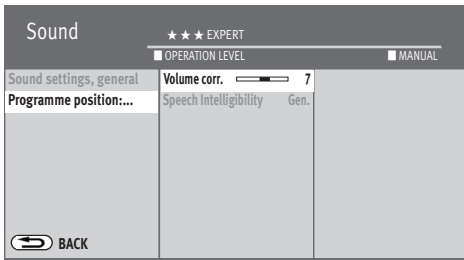 Sound
★ ★ ★ EXPERT
OPERATION LEVEL
MANUAL
Sound settings, general
Volume corr. 7
Programme position:...
Speech Intelligibility Gen.
BACK